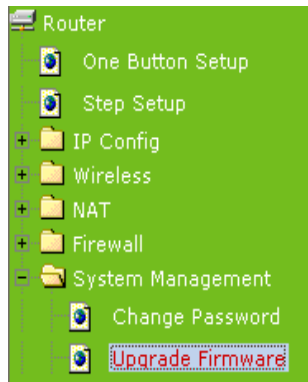 Router
One Button Setup
Step Setup
IP Config
Wireless
NAT
Firewall
System Management
Change Password
Upgrade Firmware